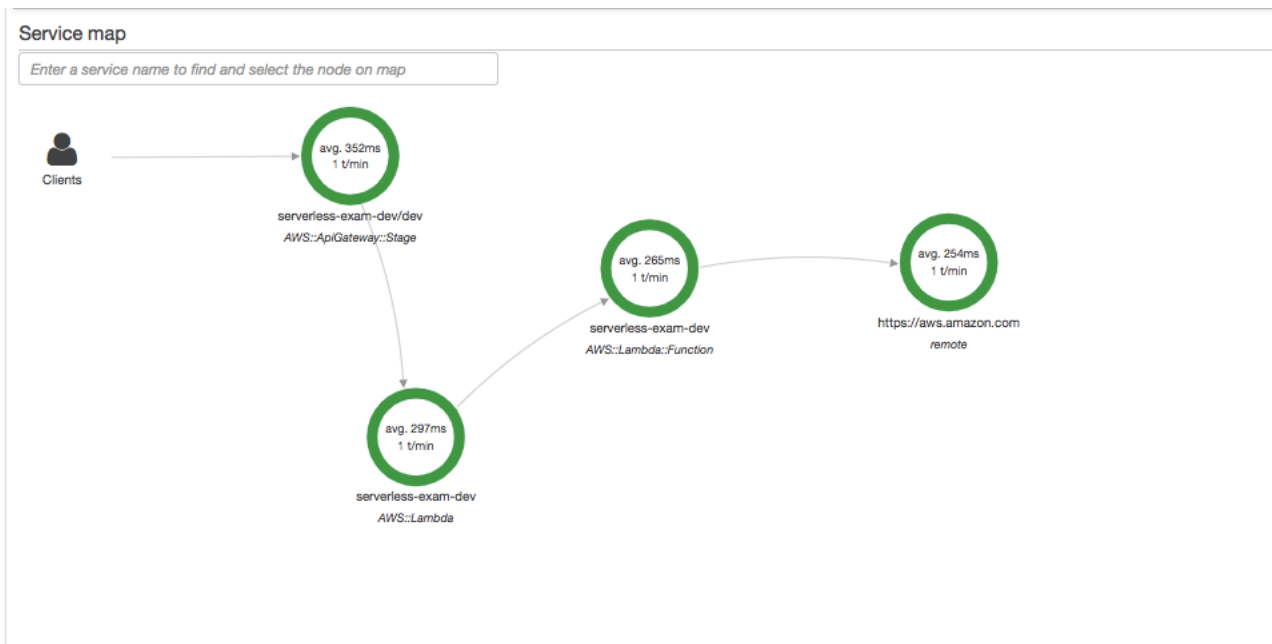 Service map
Enter a service name to find and select the node on map
Clients
avg. 352ms
1 t/min
serverless-exam-dev/dev
AWS::ApiGateway::Stage
avg. 265ms
1 t/min
serverless-exam-dev
AWS::Lambda::Function
avg. 254ms
1 t/min
https://aws.amazon.com
remote
avg. 297ms
1 t/min
serverless-exam-dev
AWS::Lambda